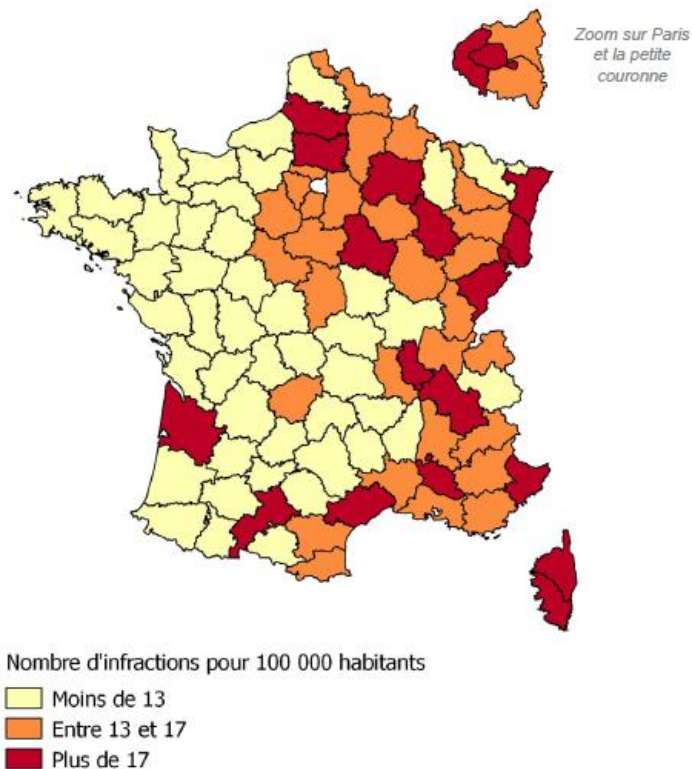 Zoom sur Paris
et la petite
couronne
Nombre d'infractions pour 100 000 habitants
Moins de 13
Entre 13 et 17
Plus de 17